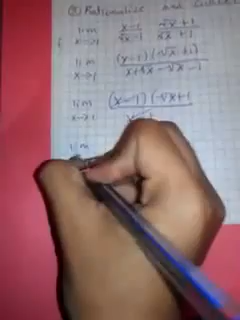 Rationalize and
lim x→1 x-1/√x-1 √x+1/√x+1
lim x→1 (x-1)(√x+1)/x+√x-√x-1
lim x→1 (x-1)(√x+1
lim